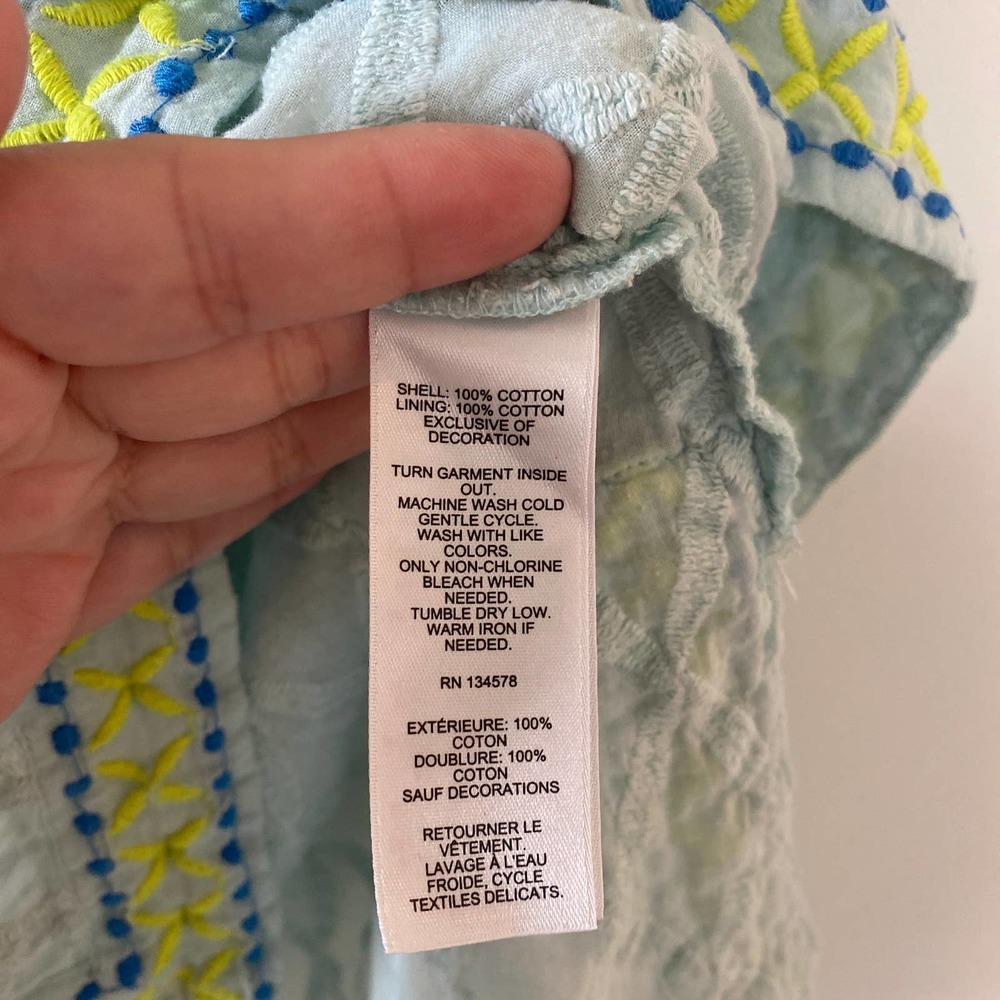 SHELL: 100% COTTON
LINING: 100% COTTON
EXCLUSIVE OF
DECORATION
TURN GARMENT INSIDE
OUT.
MACHINE WASH COLD
GENTLE CYCLE.
WASH WITH LIKE
COLORS.
ONLY NON-CHLORINE
BLEACH WHEN
NEEDED.
TUMBLE DRY LOW.
WARM IRON IF
NEEDED.
RN 134578
EXTÉRIEURE: 100%
COTON
DOUBLURE: 100%
COTON
SAUF DECORATIONS
RETOURNER LE
VÊTEMENT.
LAVAGE À L'EAU
FROIDE, CYCLE
TEXTILES DELICATS.